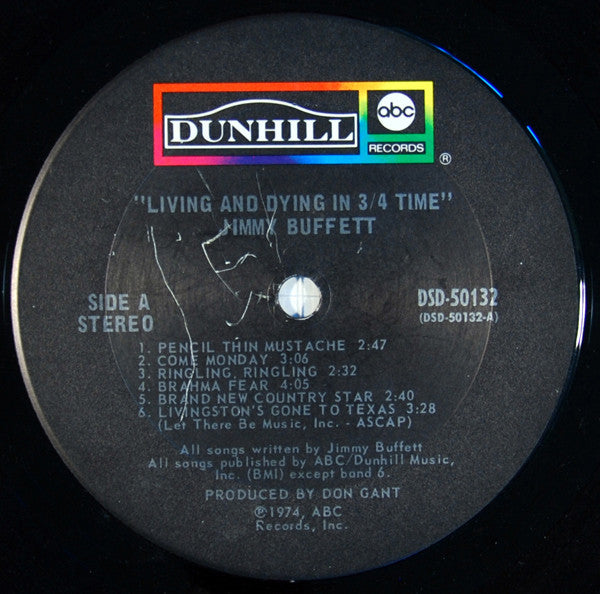 DUNHILL
abc
RECORDS
®
"LIVING AND DYING IN 3/4 TIME"
JIMMY BUFFETT
SIDE A
STEREO
DSD-50132
(DSD-50132-A)
1. PENCIL THIN MUSTACHE 2:47
2. COME MONDAY 3:06
3. RINGLING, RINGLING 2:32
4. BRAHMA FEAR 4:05
5. BRAND NEW COUNTRY STAR 2:40
6. LIVINGSTON'S GONE TO TEXAS 3:28
(Let There Be Music, Inc. - ASCAP)
All songs written by Jimmy Buffett
All songs published by ABC/Dunhill Music,
Inc. (BMI) except band 6.
PRODUCED BY DON GANT
℗1974, ABC
Records, Inc.